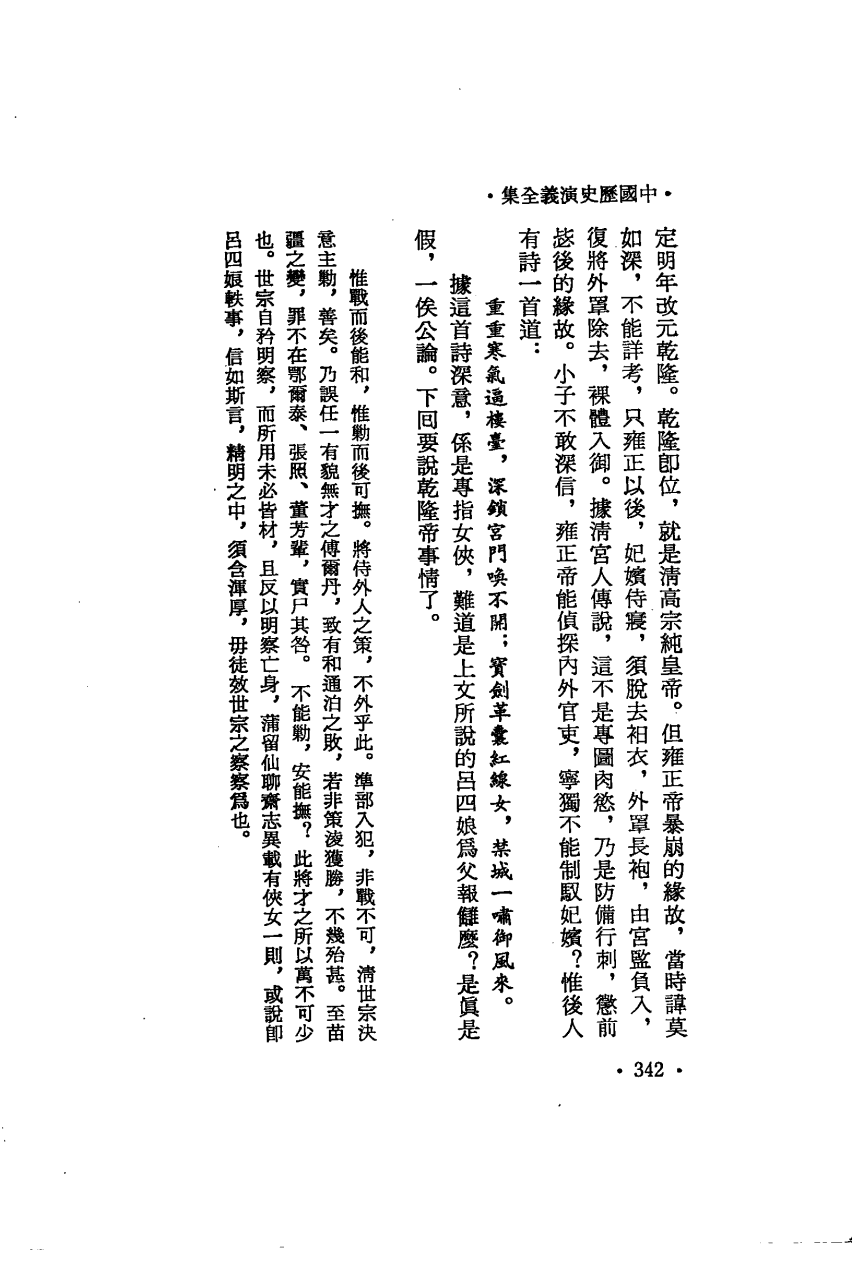 •中國歷史演義全集•
定明年改元乾隆。乾隆卽位，就是淸高宗純皇帝。但雍正帝暴崩的緣故，當時諱莫
如深，不能詳考，只雍正以後，妃嬪侍寢，須脫去衵衣，外罩長袍，由宮監負入，
復將外罩除去，裸體入御。據淸宮人傳說，這不是專圖肉慾，乃是防備行刺，懲前
毖後的緣故。小子不敢深信，雍正帝能偵探內外官吏，寧獨不能制馭妃嬪？惟後人
有詩一首道：
重重寒氣逼樓臺，深鎖宮門喚不開；寶劍革囊紅線女，禁城一嘯御風來。
據這首詩深意，係是專指女俠，難道是上文所說的呂四娘爲父報讎麼？是眞是
假，一俟公論。下囘要說乾隆帝事情了。
惟戰而後能和，惟勦而後可撫。將侍外人之策，不外乎此。準部入犯，非戰不可，淸世宗決
意主勦，善矣。乃誤任一有貌無才之傅爾丹，致有和通泊之敗，若非策淩獲勝，不幾殆甚。至苗
疆之變，罪不在鄂爾泰、張照、董芳輩，實尸其咎。不能勦，安能撫？此將才之所以萬不可少
也。世宗自矜明察，而所用未必皆材，且反以明察亡身，蒲留仙聊齋志異載有俠女一則，或說卽
呂四娘軼事，信如斯言，精明之中，須含渾厚，毋徒效世宗之察察爲也。
•342•